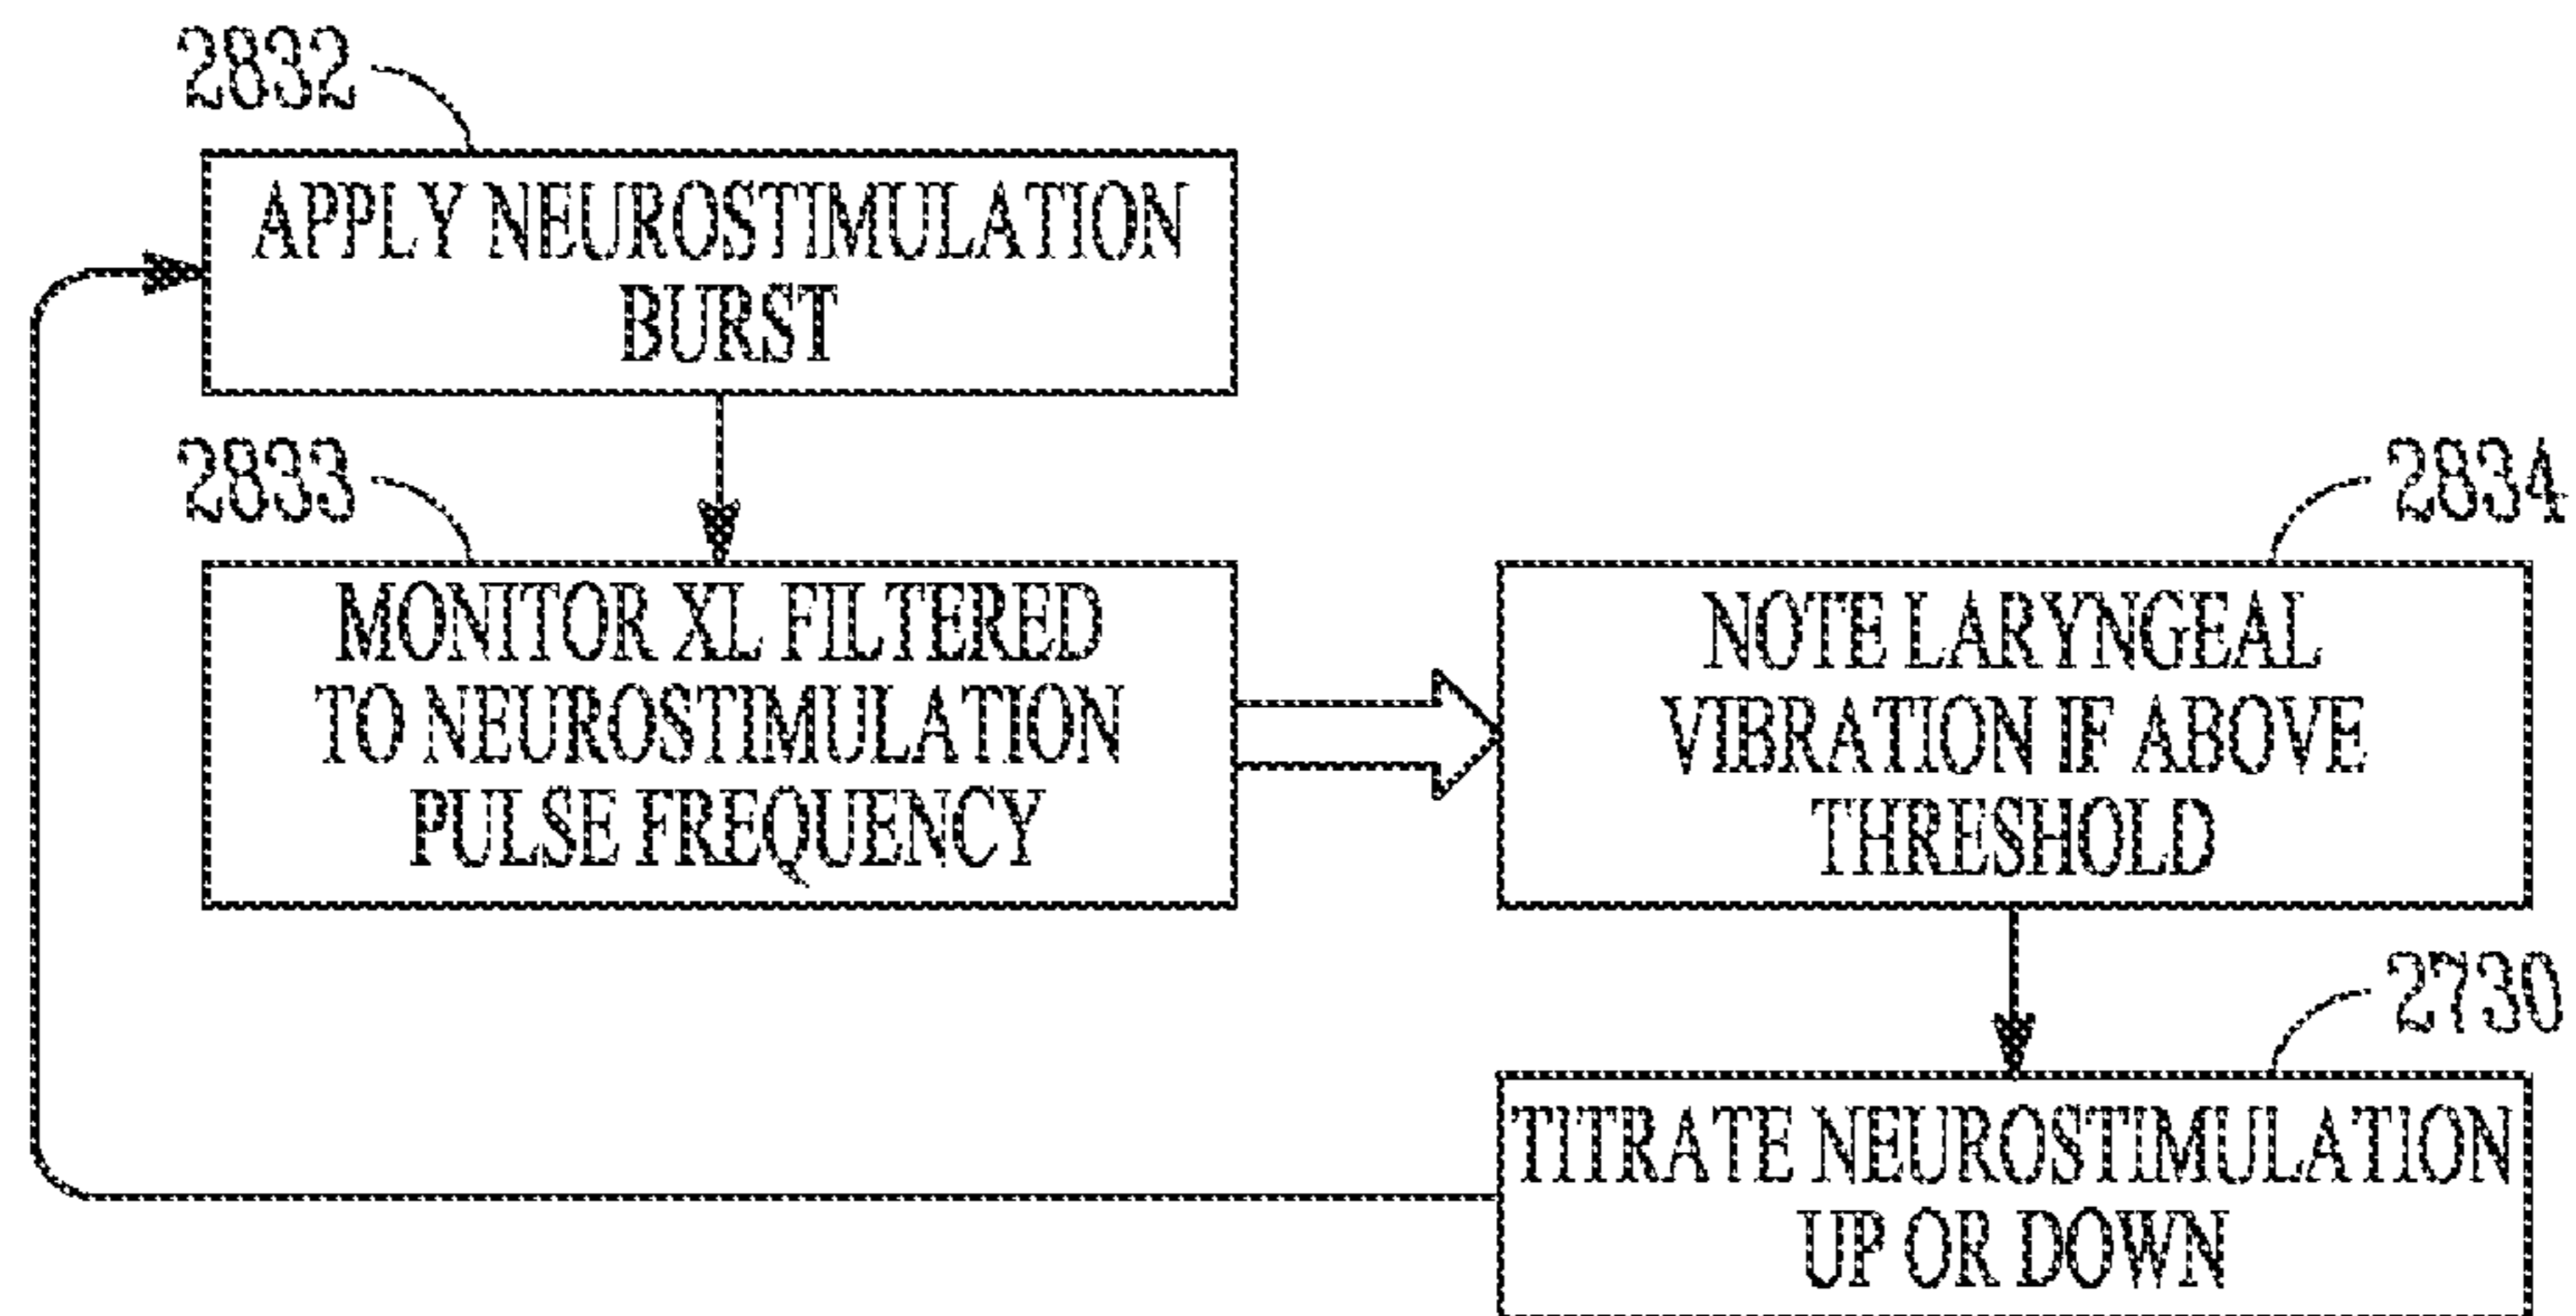 2832
APPLY NEUROSTIMULATION
BURST
2833
MONITOR XL FILTERED
TO NEUROSTIMULATION
PULSE FREQUENCY
2834
NOTE LARYNGEAL
VIBRATION IF ABOVE
THRESHOLD
2730
TITRATE NEUROSTIMULATION
UP OR DOWN